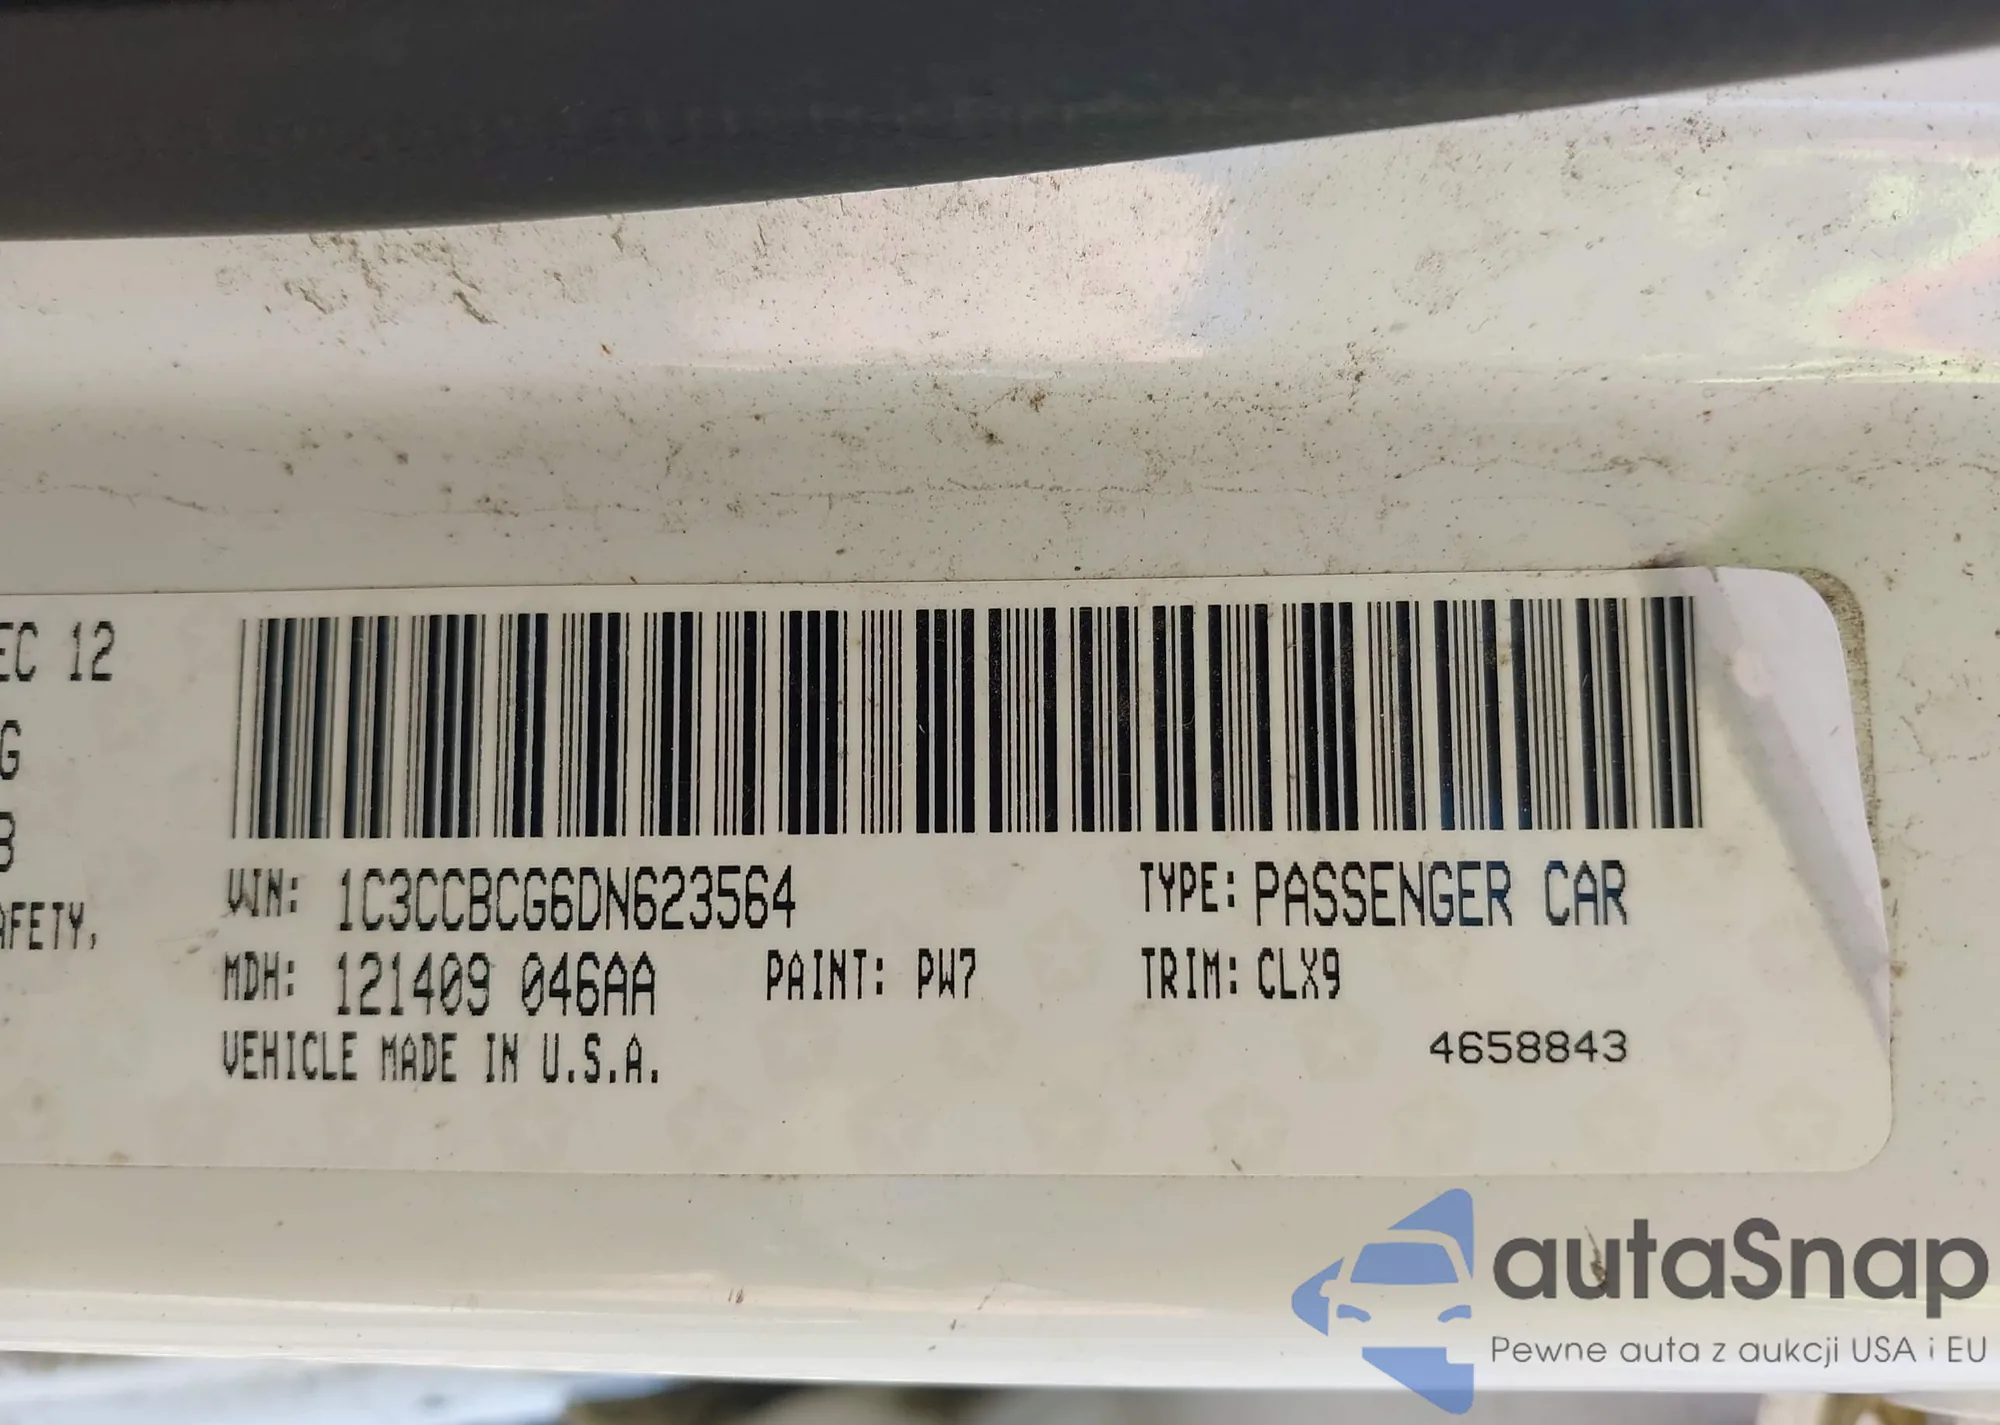 EC 12
G
B
AFETY,
VIN: 1C3CCBCG6DN623564 TYPE: PASSENGER CAR
MDH: 121409 046AA PAINT: PW7 TRIM: CLX9
VEHICLE MADE IN U.S.A.
4658843
autaSnap
Pewne auta z aukcji USA i EU